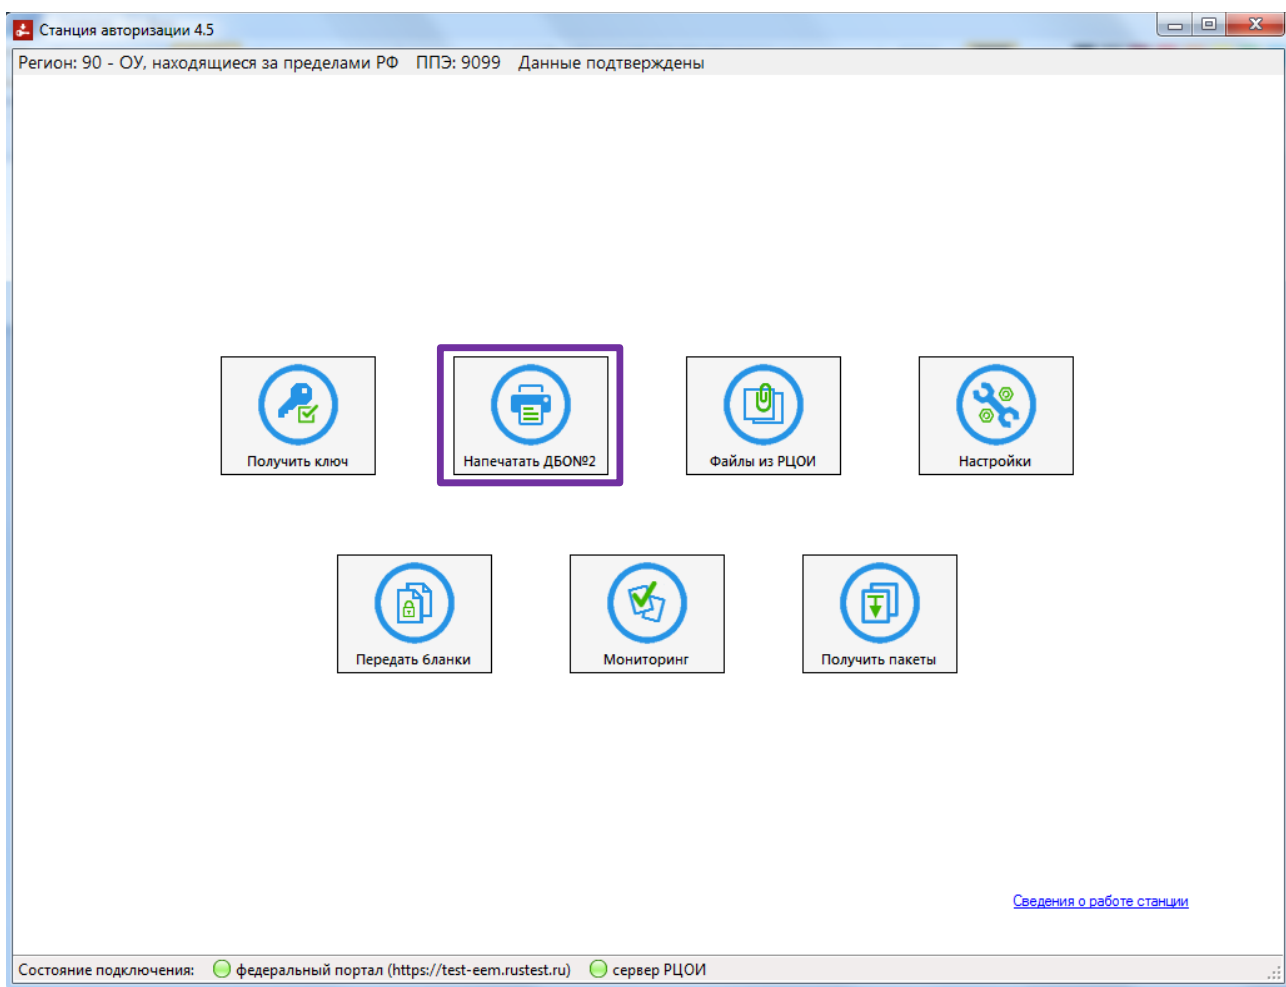 Станция авторизации 4.5
Регион: 90 - ОУ, находящиеся за пределами РФ ППЭ: 9099 Данные подтверждены
Получить ключ
Напечатать ДБО№2
Файлы из РЦОИ
Настройки
Передать бланки
Мониторинг
Получить пакеты
Сведения о работе станции
Состояние подключения: федеральный портал (https://test-eem.rustest.ru) сервер РЦОИ